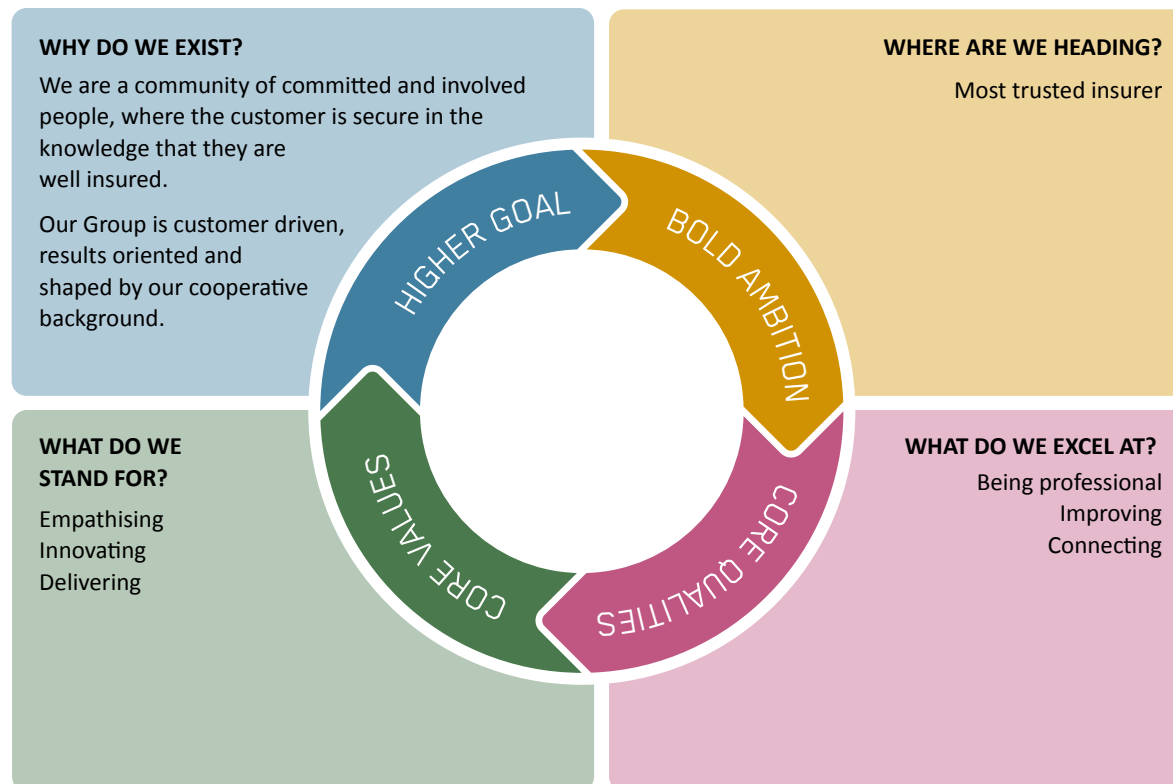 WHY DO WE EXIST?
We are a community of committed and involved
people, where the customer is secure in the
knowledge that they are
well insured.
Our Group is customer driven,
results oriented and
shaped by our cooperative
background.
WHERE ARE WE HEADING?
Most trusted insurer
HIGHER GOAL
BOLD AMBITION
CORE VALUES
CORE QUALITIES
WHAT DO WE
STAND FOR?
Empathising
Innovating
Delivering
WHAT DO WE EXCEL AT?
Being professional
Improving
Connecting